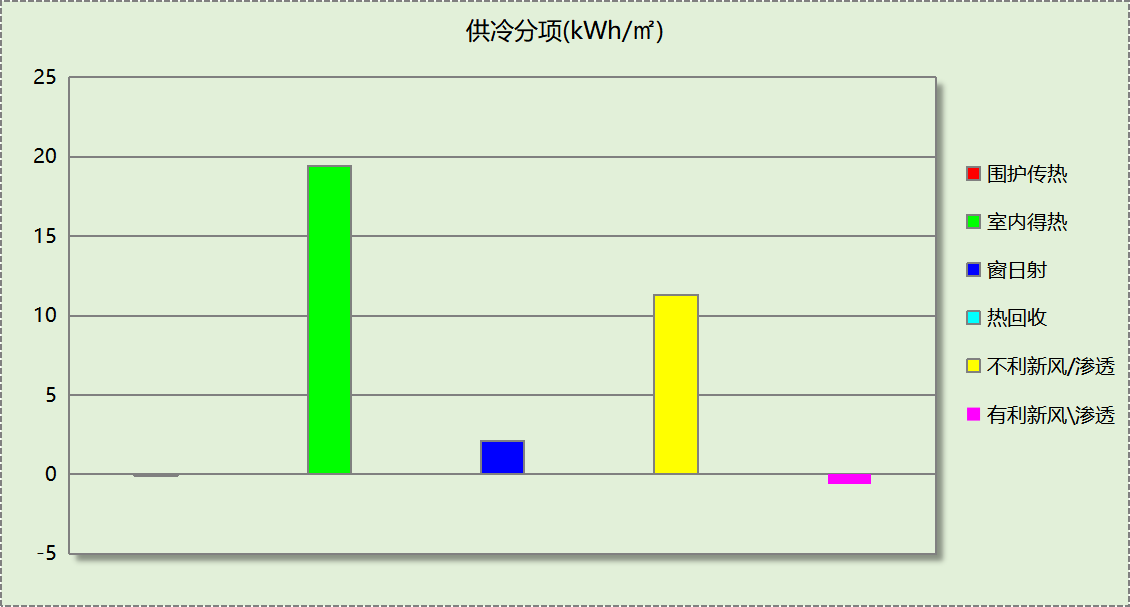 供冷分项(kWh/㎡)
25
20
15
10
5
0
-5
围护传热
室内得热
窗日射
热回收
不利新风/渗透
有利新风\渗透